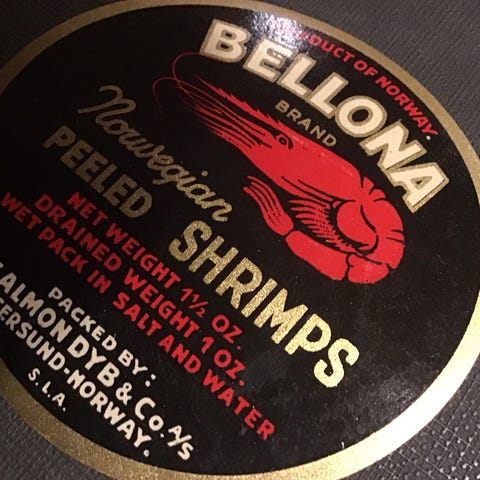 PRODUCT OF NORWAY.
BELLONA
BRAND
Norwegian
PEELED
SHRIMPS
NET WEIGHT 1½ OZ.
DRAINED WEIGHT 1 OZ.
WET PACK IN SALT AND WATER
PACKED BY:
ALMON DYB & Co. A/S
ERSUND-NORWAY.
S.L.A.